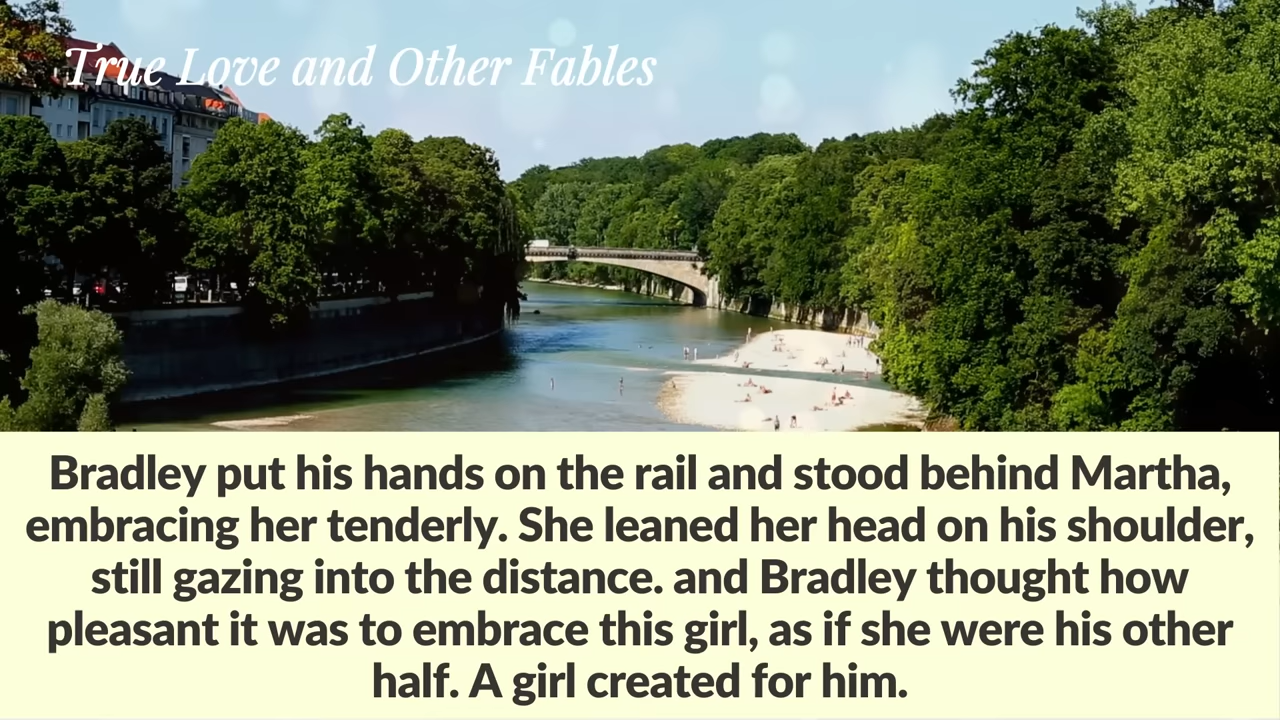 True Love and Other Fables
Bradley put his hands on the rail and stood behind Martha,
embracing her tenderly. She leaned her head on his shoulder,
still gazing into the distance. and Bradley thought how
pleasant it was to embrace this girl, as if she were his other
half. A girl created for him.